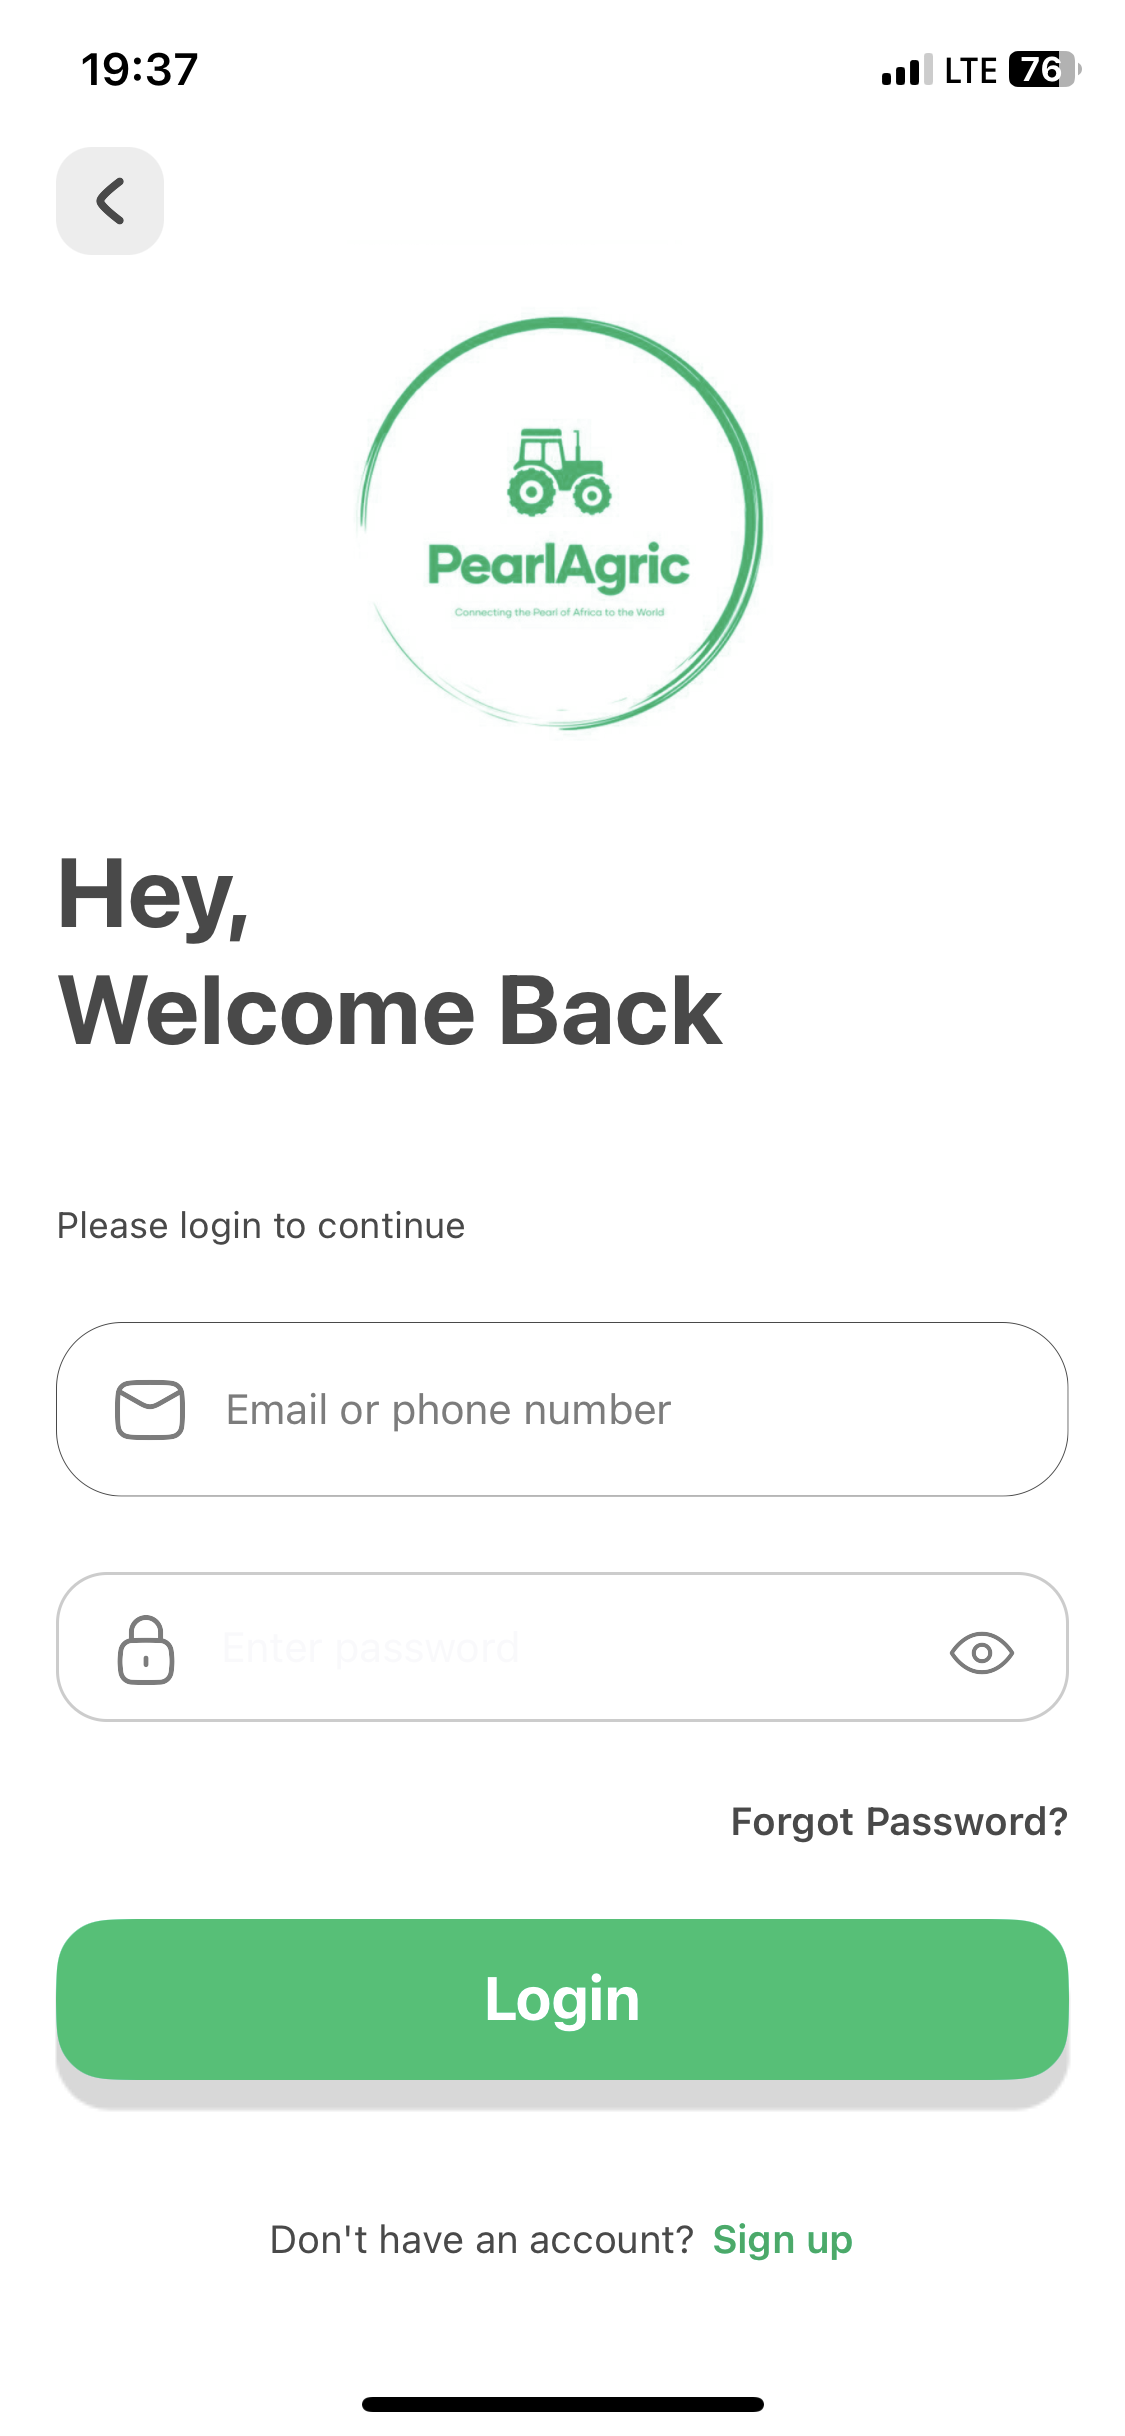 19:37 LTE 76
PearlAgric
Connecting the Pearl of Africa to the World
Hey,
Welcome Back
Please login to continue
Email or phone number
Enter password
Forgot Password?
Login
Don't have an account? Sign up